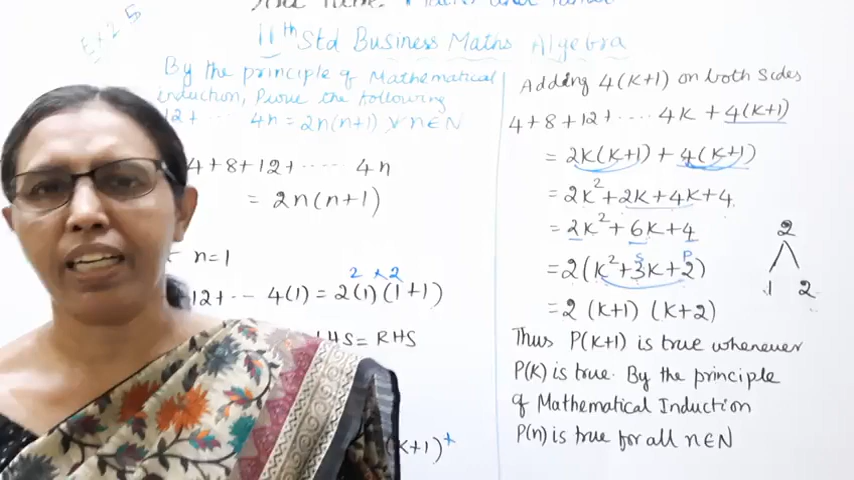 Ex 2.5
11th Std Business Maths Algebra
By the principle of Mathematical
induction, Prove the following
12+ ..... 4n = 2n(n+1) ∀ n∈N
4+8+12+ ..... 4n
= 2n(n+1)
n=1
2 × 2
12+ -- 4(1) = 2(1)(1+1)
LHS = RHS
k+1)
Adding 4(k+1) on both sides
4+8+12+ .... 4k + 4(k+1)
= 2k(k+1) + 4(k+1)
= 2k²+2k+4k+4
= 2k²+6k+4
S P
= 2(k²+3k+2)
= 2 (k+1) (k+2)
2
1 2
Thus P(k+1) is true whenever
P(k) is true. By the principle
of Mathematical Induction
P(n) is true for all n∈N